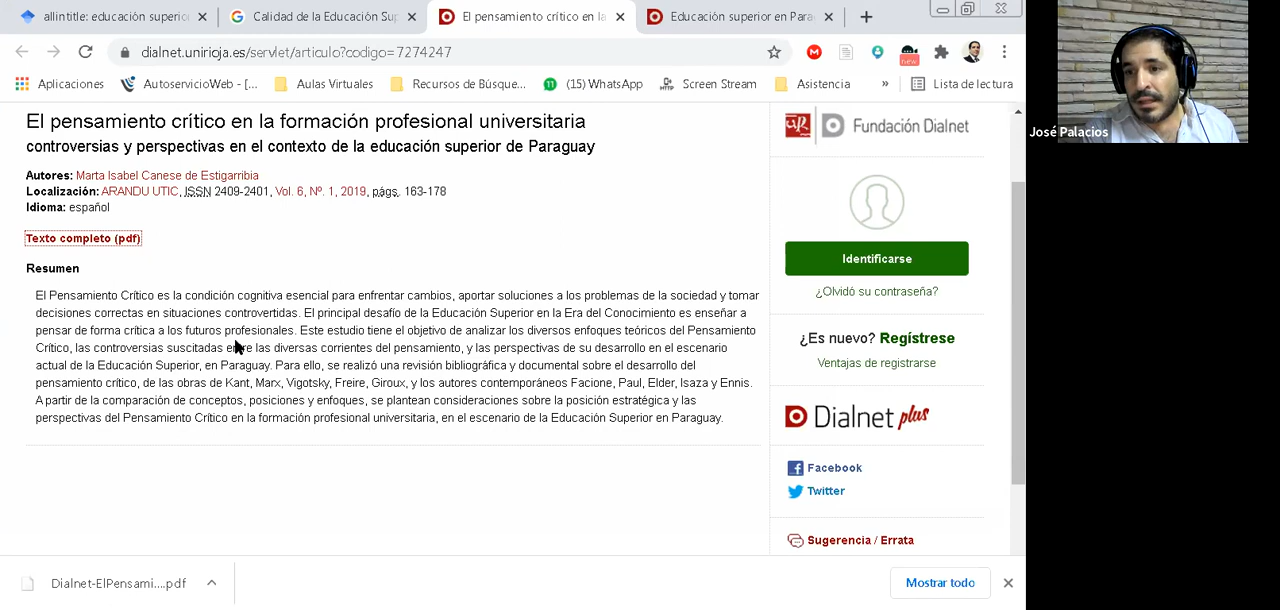 allintitle: educación superior
Calidad de la Educación Sup
El pensamiento crítico en la
Educación superior en Para
dialnet.unirioja.es/servlet/articulo?codigo=7274247
new
Aplicaciones
AutoservicioWeb - [...
Aulas
(15) WhatsApp
Screen Stream
Asistencia
»
Lista de lectura
El pensamiento crítico en la formación profesional universitaria
controversias y perspectivas en el contexto de la educación superior de Paraguay
Autores: Marta Isabel Canese de Estigarribia
Localización: ARANDU UTIC, ISSN 2409-2401, Vol. 6, Nº. 1, 2019, págs. 163-178
Idioma: español
Texto completo (pdf)
Resumen
El Pensamiento Crítico es la condición cognitiva esencial para enfrentar cambios, aportar soluciones a los problemas de la sociedad y tomar
decisiones correctas en situaciones controvertidas. El principal desafío de la Educación Superior en la Era del Conocimiento es enseñar a
pensar de forma crítica a los futuros profesionales. Este estudio tiene el objetivo de analizar los diversos enfoques teóricos del Pensamiento
Crítico, las controversias suscitadas entre las diversas corrientes del pensamiento, y las perspectivas de su desarrollo en el escenario
actual de la Educación Superior, en Paraguay. Para ello, se realizó una revisión bibliográfica y documental sobre el desarrollo del
pensamiento crítico, de las obras de Kant, Marx, Vigotsky, Freire, Giroux, y los autores contemporáneos Facione, Paul, Elder, Isaza y Ennis.
A partir de la comparación de conceptos, posiciones y enfoques, se plantean consideraciones sobre la posición estratégica y las
perspectivas del Pensamiento Crítico en la formación profesional universitaria, en el escenario de la Educación Superior en Paraguay.
Fundación Dialnet
Identificarse
¿Olvidó su contraseña?
¿Es nuevo? Regístrese
Ventajas de registrarse
Dialnet plus
Facebook
Twitter
Sugerencia / Errata
Dialnet-ElPensami....pdf
Mostrar todo
José Palacios